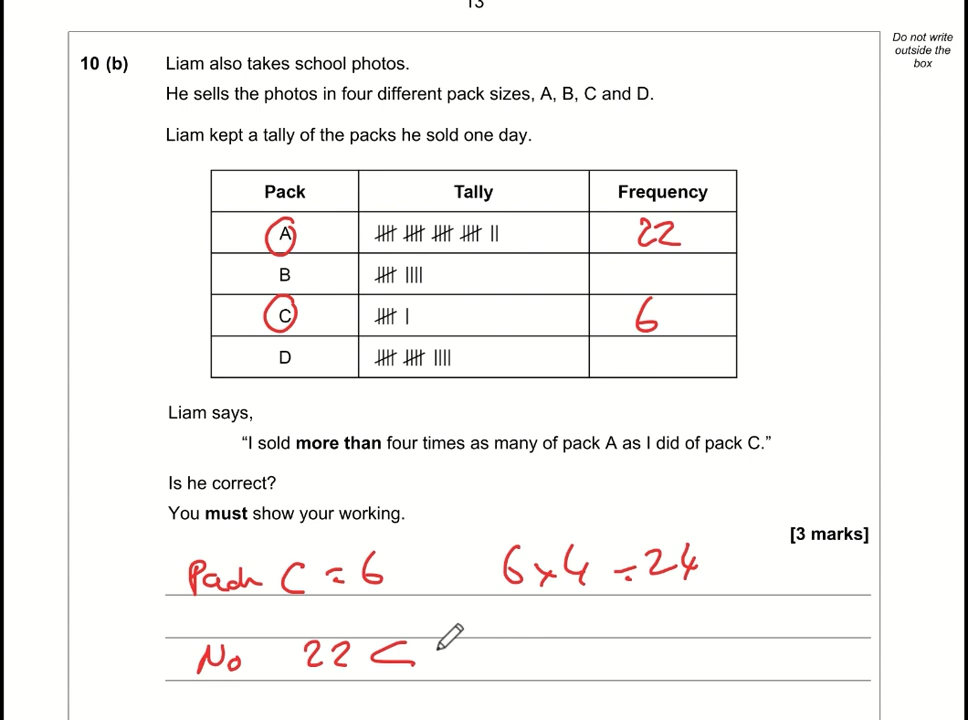 13
Do not write
outside the
box
10 (b) Liam also takes school photos.
He sells the photos in four different pack sizes, A, B, C and D.
Liam kept a tally of the packs he sold one day.
Pack Tally Frequency
A 22
B
C 6
D
Liam says,
“I sold more than four times as many of pack A as I did of pack C.”
Is he correct?
You must show your working.
[3 marks]
Pack C = 6 6 x 4 = 24
No 22 <